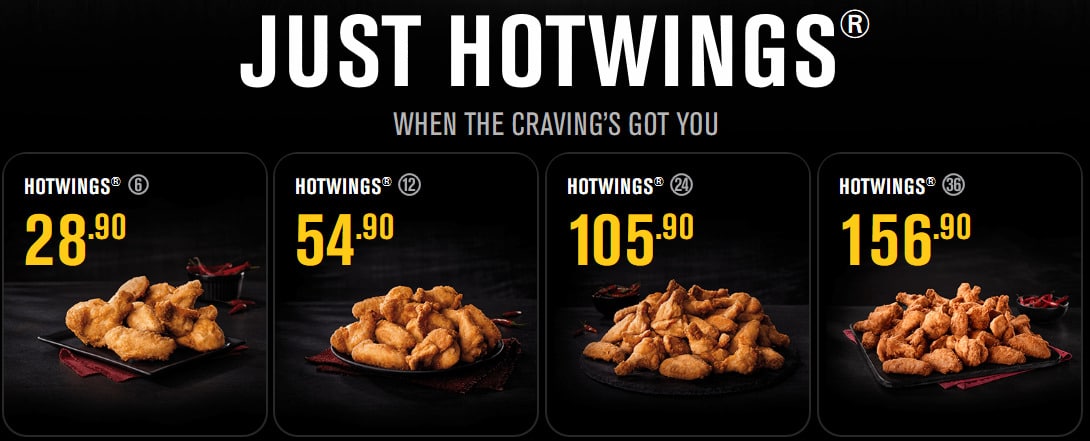 JUST HOTWINGS®
WHEN THE CRAVING'S GOT YOU
HOTWINGS® 6
28.90
HOTWINGS® 12
54.90
HOTWINGS® 24
105.90
HOTWINGS® 36
156.90